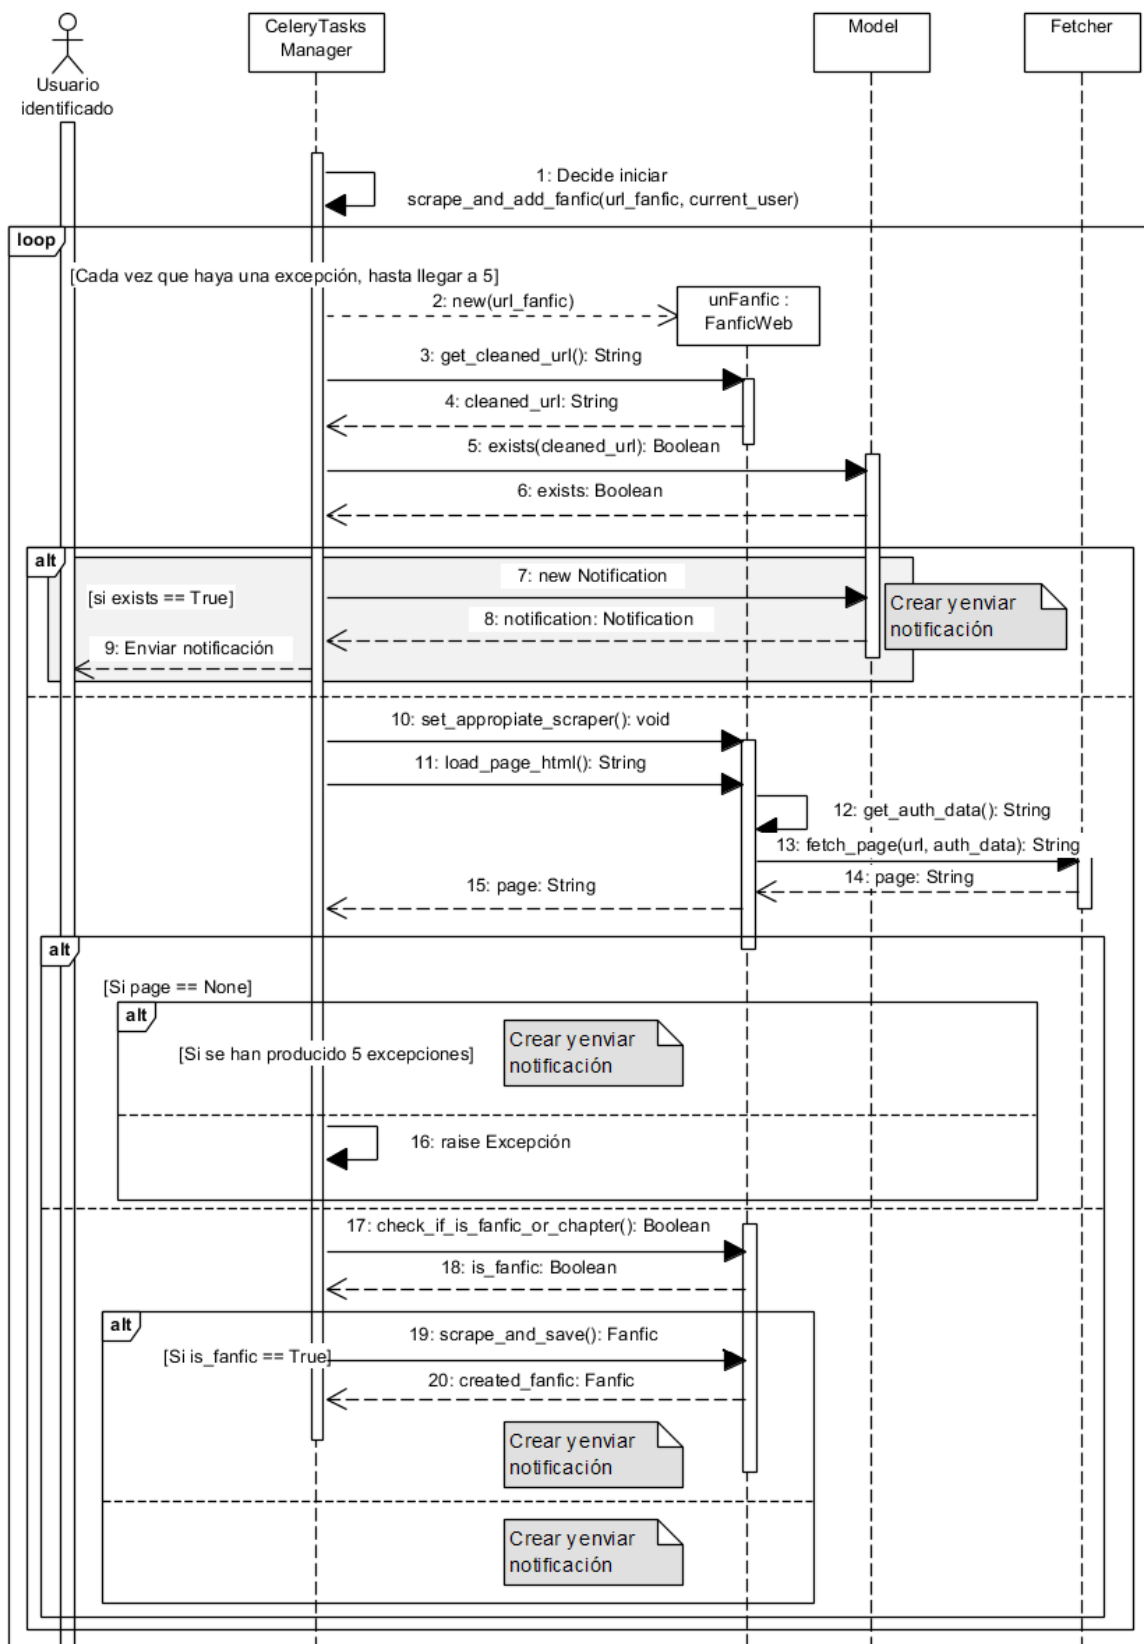 Usuario
identificado
CeleryTasks
Manager
Model
Fetcher
1: Decide iniciar
scrape_and_add_fanfic(url_fanfic, current_user)
loop
[Cada vez que haya una excepción, hasta llegar a 5]
2: new(url_fanfic)
unFanfic :
FanficWeb
3: get_cleaned_url(): String
4: cleaned_url: String
5: exists(cleaned_url): Boolean
6: exists: Boolean
alt
7: new Notification
[si exists == True]
Crear y enviar
notificación
8: notification: Notification
9: Enviar notificación
10: set_appropiate_scraper(): void
11: load_page_html(): String
12: get_auth_data(): String
13: fetch_page(url, auth_data): String
14: page: String
15: page: String
alt
[Si page == None]
alt
Crear y enviar
notificación
[Si se han producido 5 excepciones]
16: raise Excepción
17: check_if_is_fanfic_or_chapter(): Boolean
18: is_fanfic: Boolean
alt
19: scrape_and_save(): Fanfic
[Si is_fanfic == True]
20: created_fanfic: Fanfic
Crear y enviar
notificación
Crear y enviar
notificación